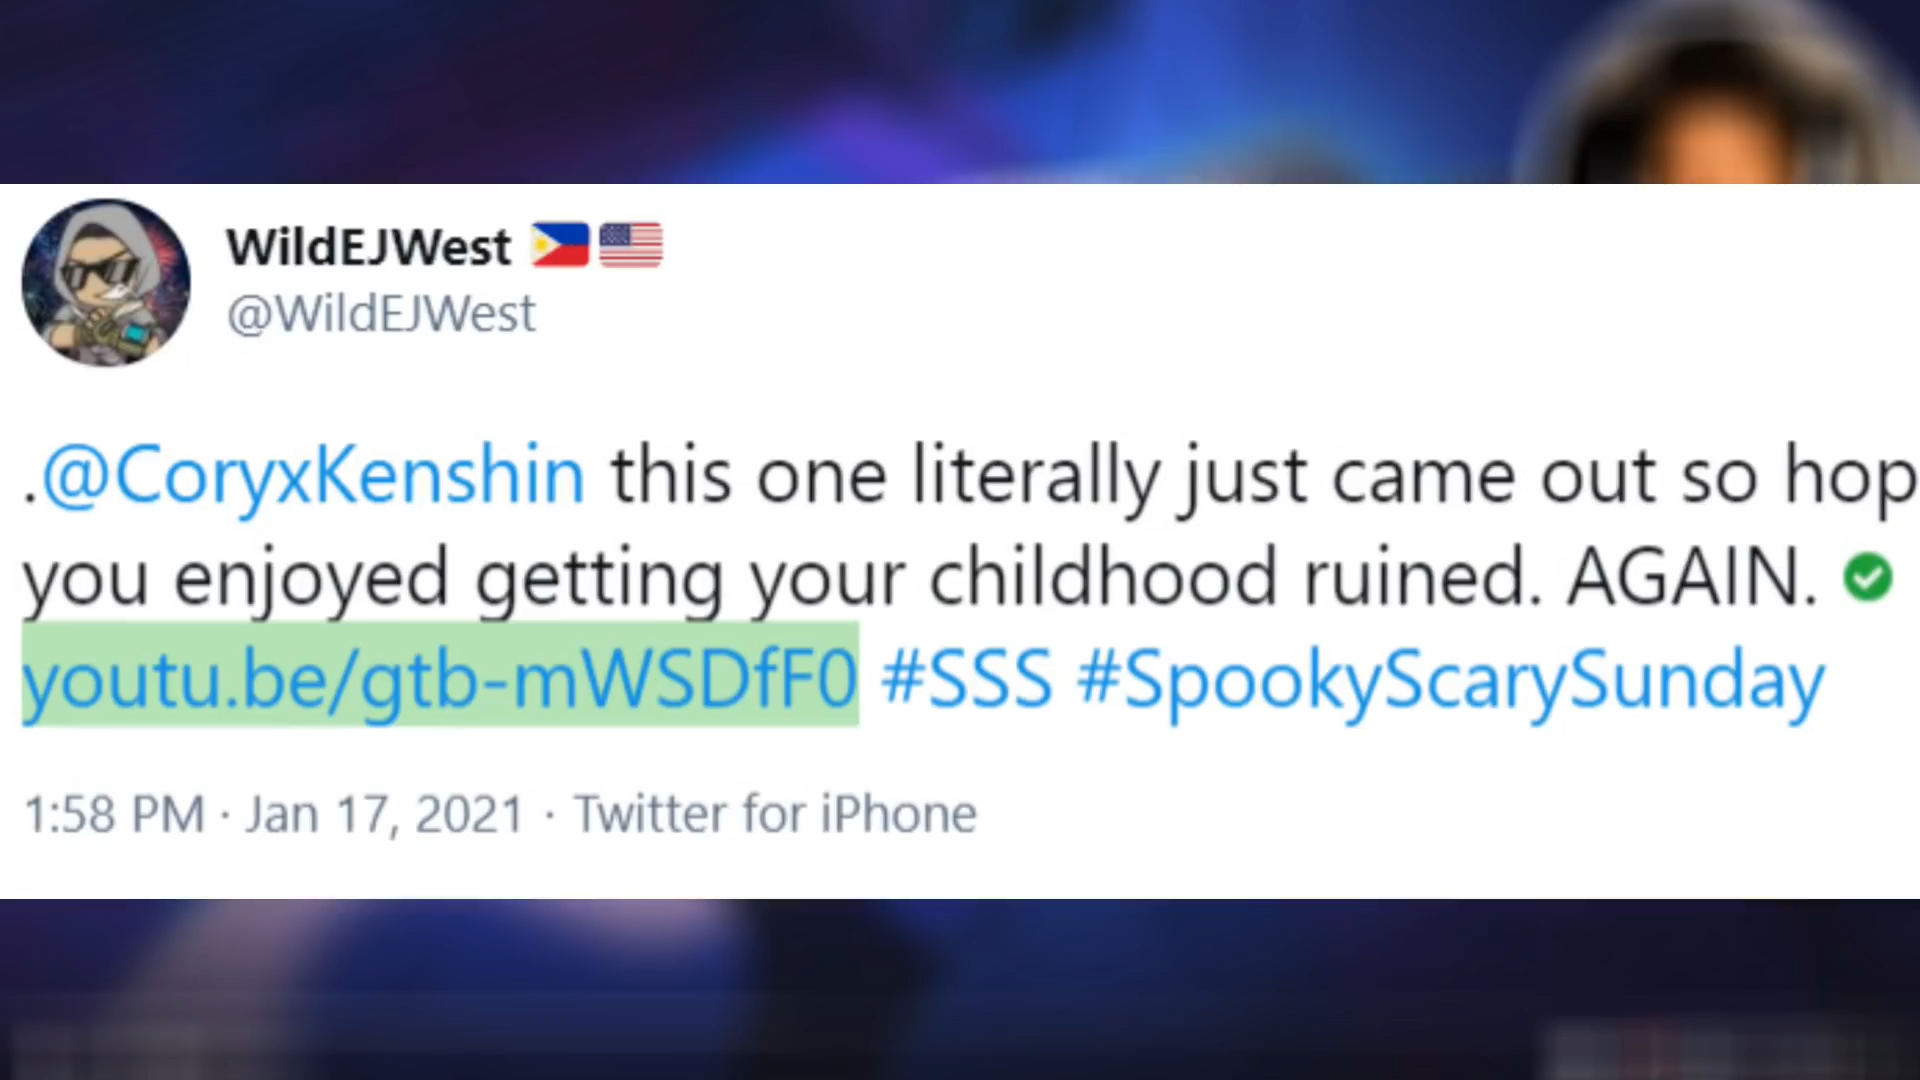 WildEJWest 🇵🇭🇺🇸
@WildEJWest
.@CoryxKenshin this one literally just came out so hop
you enjoyed getting your childhood ruined. AGAIN. ✅
youtu.be/gtb-mWSDfF0 #SSS #SpookyScarySunday
1:58 PM · Jan 17, 2021 · Twitter for iPhone